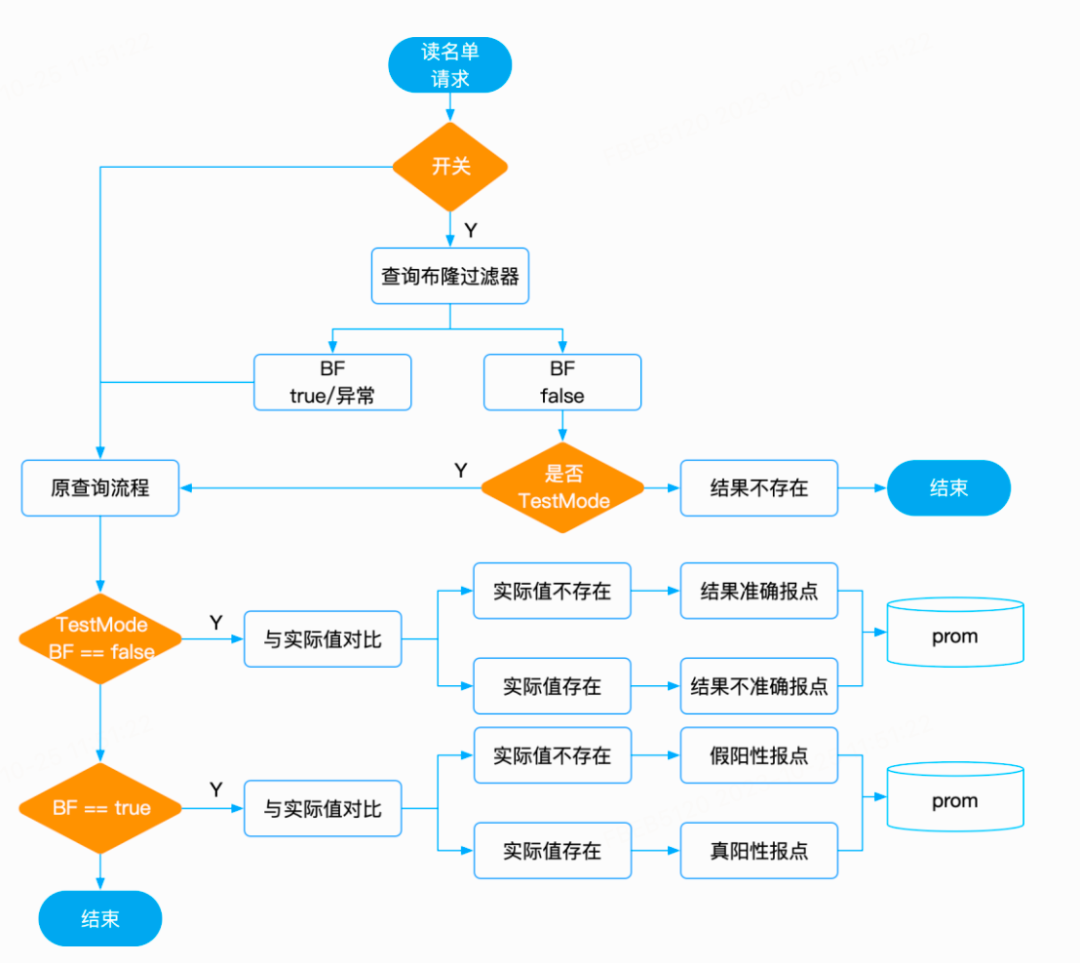 读名单
请求
开关
Y
查询布隆过滤器
BF
true/异常
BF
false
原查询流程
Y
是否
TestMode
结果不存在
结束
TestMode
BF == false
Y
与实际值对比
实际值不存在
结果准确报点
实际值存在
结果不准确报点
prom
BF == true
Y
与实际值对比
实际值不存在
假阳性报点
实际值存在
真阳性报点
prom
结束